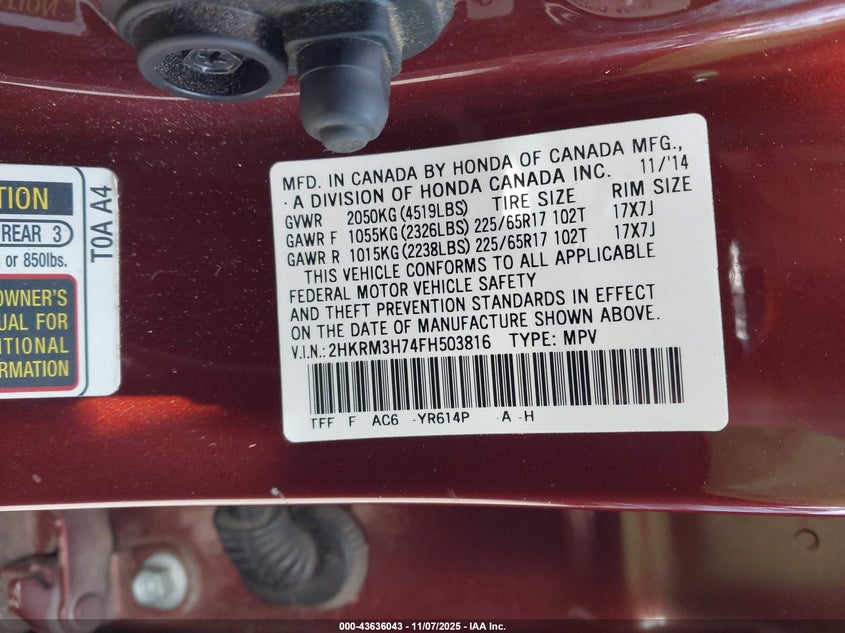 TION
REAR 3
or 850lbs.
OWNER'S
UAL FOR
ITIONAL
RMATION
T0A A4
MFD. IN CANADA BY HONDA OF CANADA MFG.,
A DIVISION OF HONDA CANADA INC. 11/'14
TIRE SIZE RIM SIZE
GVWR 2050KG (4519LBS)
GAWR F 1055KG (2326LBS) 225/65R17 102T 17X7J
GAWR R 1015KG (2238LBS) 225/65R17 102T 17X7J
THIS VEHICLE CONFORMS TO ALL APPLICABLE
FEDERAL MOTOR VEHICLE SAFETY
AND THEFT PREVENTION STANDARDS IN EFFECT
ON THE DATE OF MANUFACTURE SHOWN ABOVE.
V.I.N.: 2HKRM3H74FH503816 TYPE: MPV
TFF F AC6 -YR614P -A -H
000-43636043 - 11/07/2025 - IAA Inc.